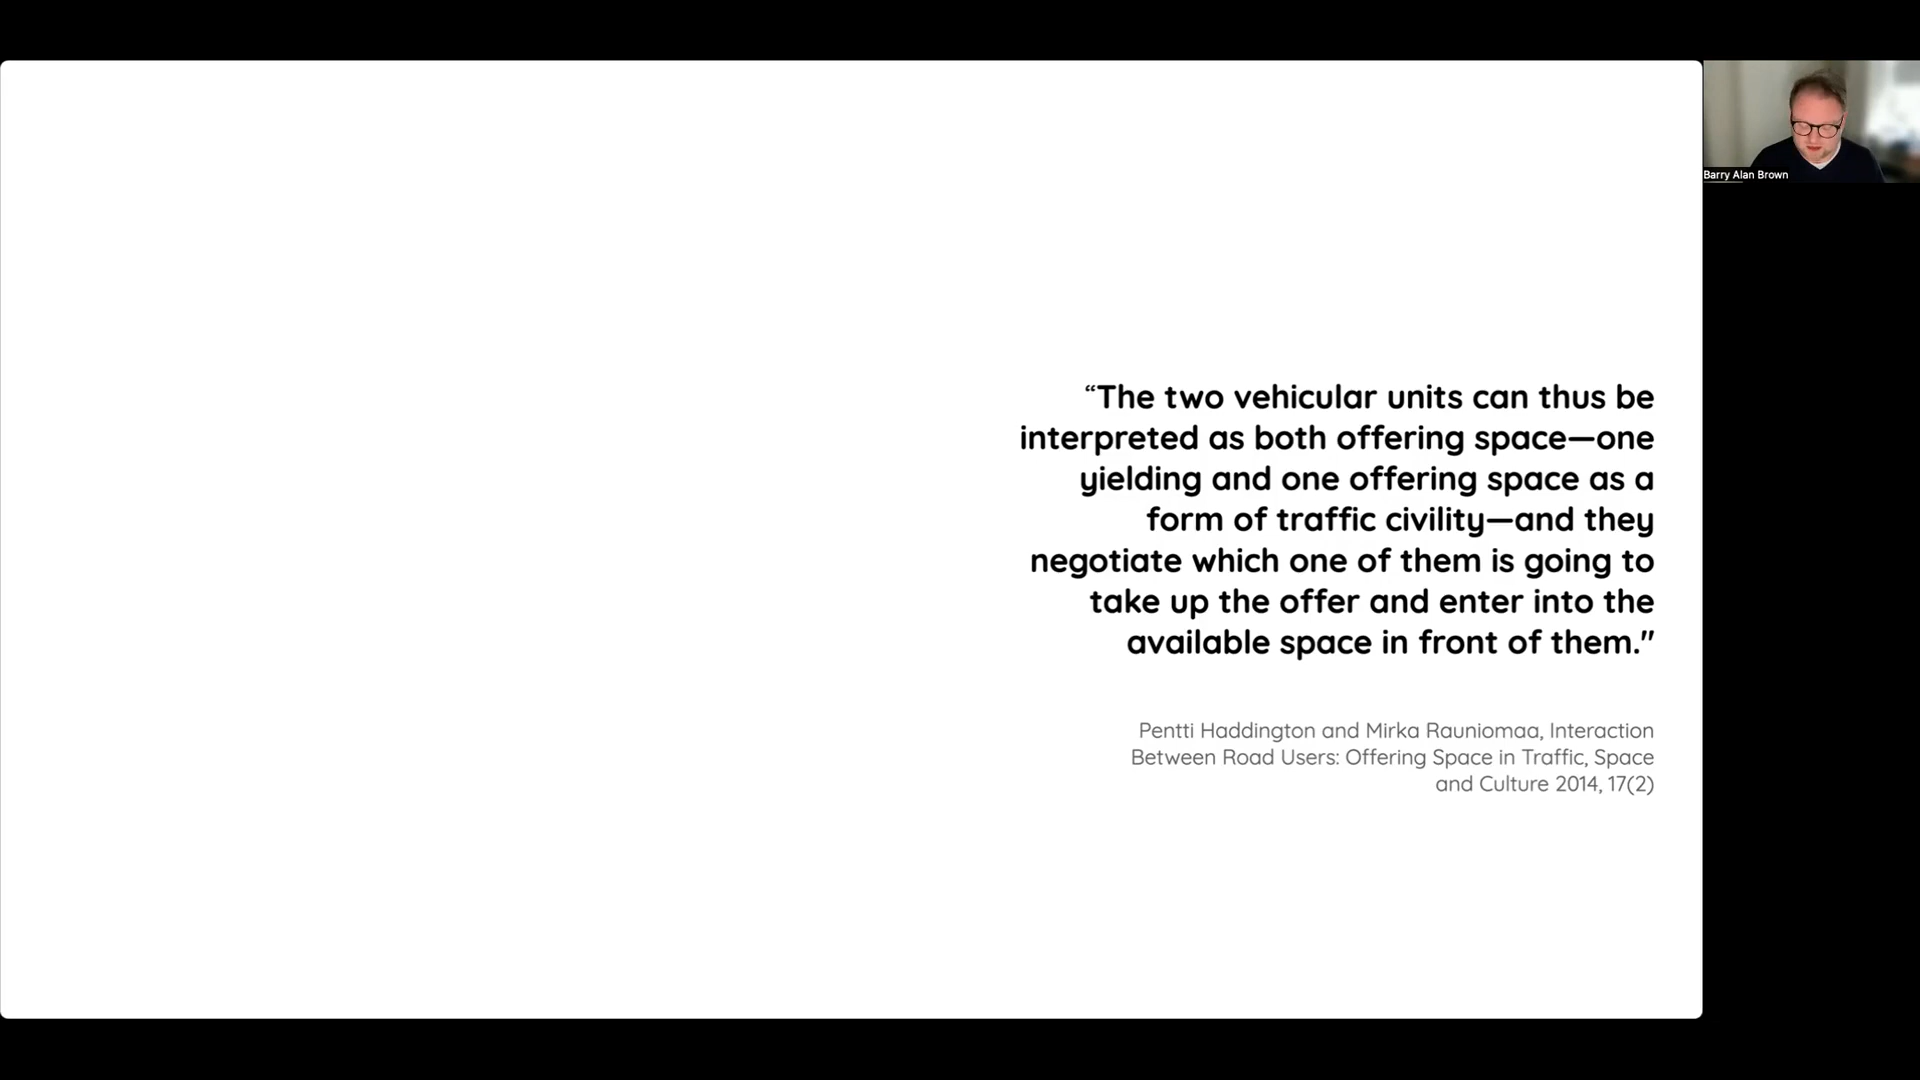 “The two vehicular units can thus be
interpreted as both offering space—one
yielding and one offering space as a
form of traffic civility—and they
negotiate which one of them is going to
take up the offer and enter into the
available space in front of them."
Pentti Haddington and Mirka Rauniomaa, Interaction
Between Road Users: Offering Space in Traffic, Space
and Culture 2014, 17(2)
Barry Alan Brown